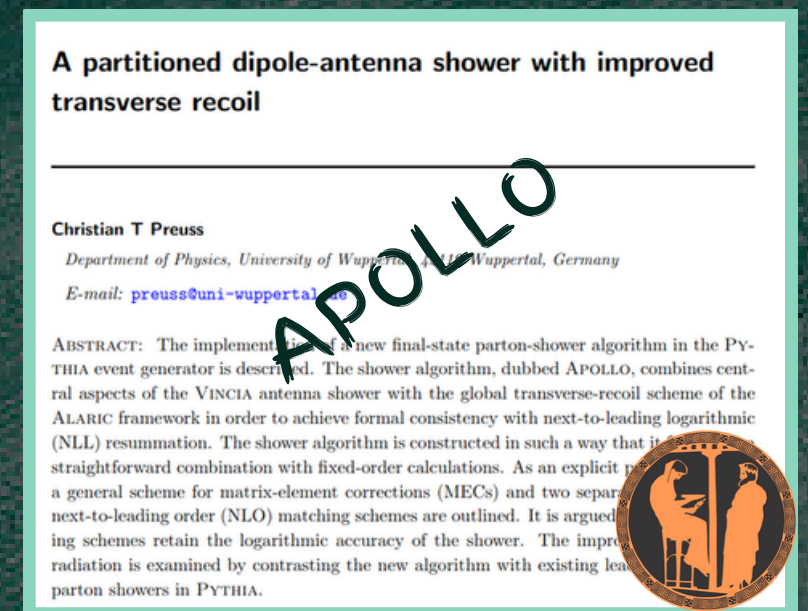 A partitioned dipole-antenna shower with improved
transverse recoil
Christian T Preuss
Department of Physics, University of Wuppertal, Wuppertal, Germany
E-mail: preuss@uni-wuppertal.de
APOLLO
ABSTRACT: The implementation of a new final-state parton-shower algorithm in the PY-
THIA event generator is described. The shower algorithm, dubbed APOLLO, combines cent-
ral aspects of the VINCIA antenna shower with the global transverse-recoil scheme of the
ALARIC framework in order to achieve formal consistency with next-to-leading logarithmic
(NLL) resummation. The shower algorithm is constructed in such a way that it
straightforward combination with fixed-order calculations. As an explicit
a general scheme for matrix-element corrections (MECs) and two
next-to-leading order (NLO) matching schemes are outlined. It is argued
ing schemes retain the logarithmic accuracy of the shower. The
radiation is examined by contrasting the new algorithm with existing
parton showers in PYTHIA.